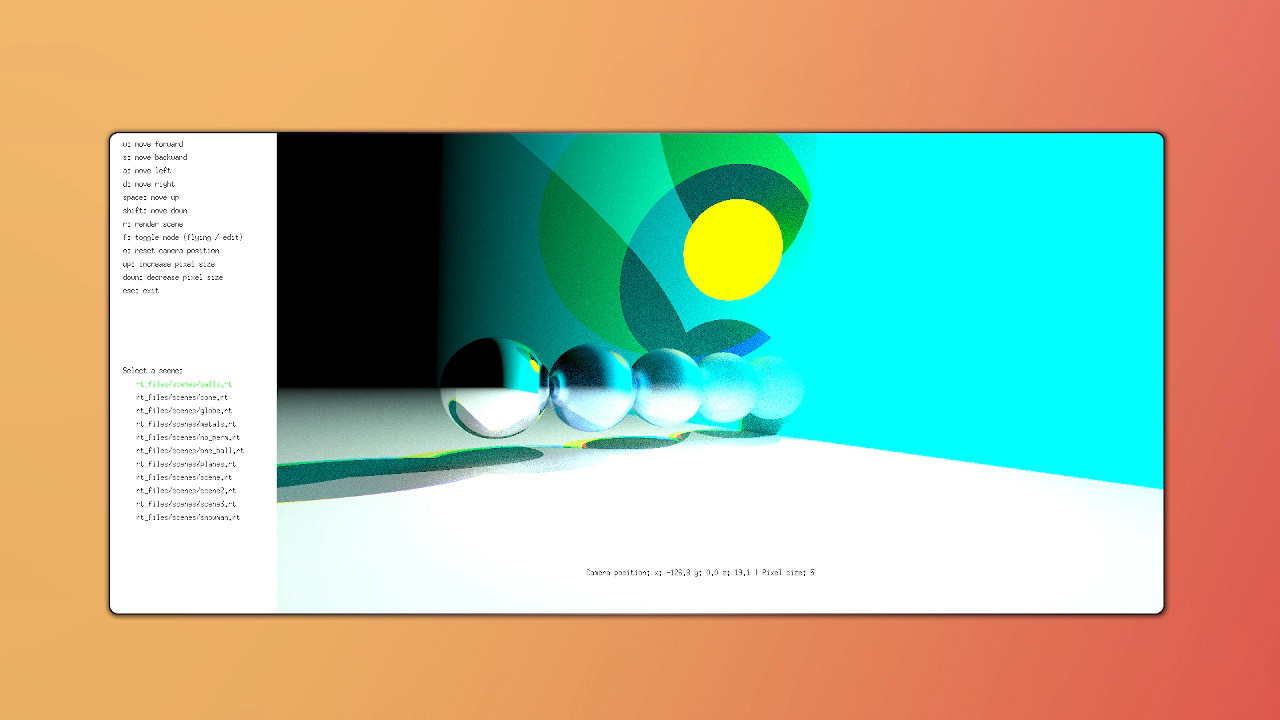 w: move forward
s: move backward
a: move left
d: move right
space: move up
shift: move down
r: render scene
f: toggle mode (flying / edit)
o: reset camera position
up: increase pixel size
down: decrease pixel size
esc: exit
Select a scene:
rt_files/scenes/balls.rt
rt_files/scenes/cone.rt
rt_files/scenes/globe.rt
rt_files/scenes/metals.rt
rt_files/scenes/no_perm.rt
rt_files/scenes/one_ball.rt
rt_files/scenes/planes.rt
rt_files/scenes/scene.rt
rt_files/scenes/scene2.rt
rt_files/scenes/scene3.rt
rt_files/scenes/snowman.rt
Camera position: x: -126.8 y: 0.0 z: 19.1 | Pixel size: 5